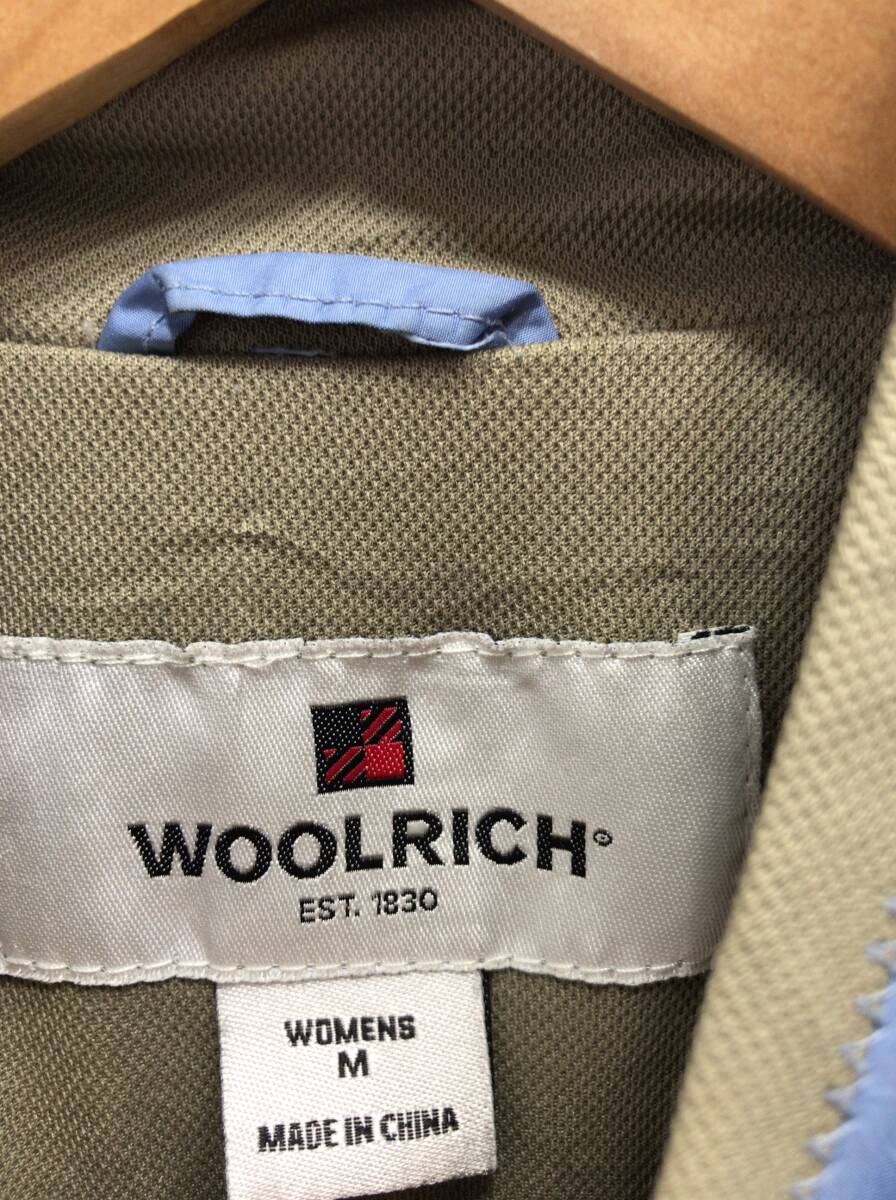 WOOLRICH®
EST. 1830
WOMENS
M
MADE IN CHINA